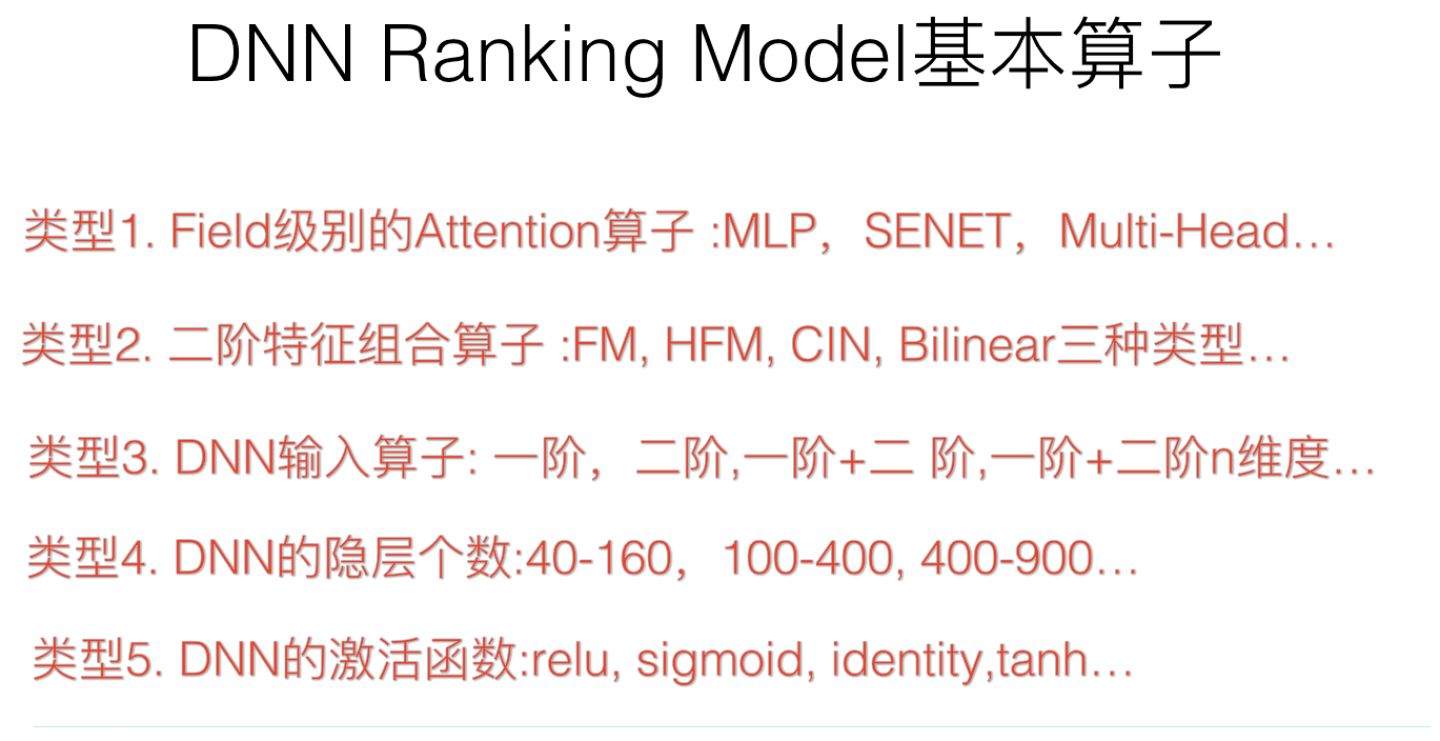 DNN Ranking Model基本算子
类型1. Field级别的Attention算子 :MLP，SENET，Multi-Head…
类型2. 二阶特征组合算子 :FM, HFM, CIN, Bilinear三种类型…
类型3. DNN输入算子: 一阶，二阶,一阶+二 阶,一阶+二阶n维度…
类型4. DNN的隐层个数:40-160，100-400, 400-900…
类型5. DNN的激活函数:relu, sigmoid, identity,tanh…